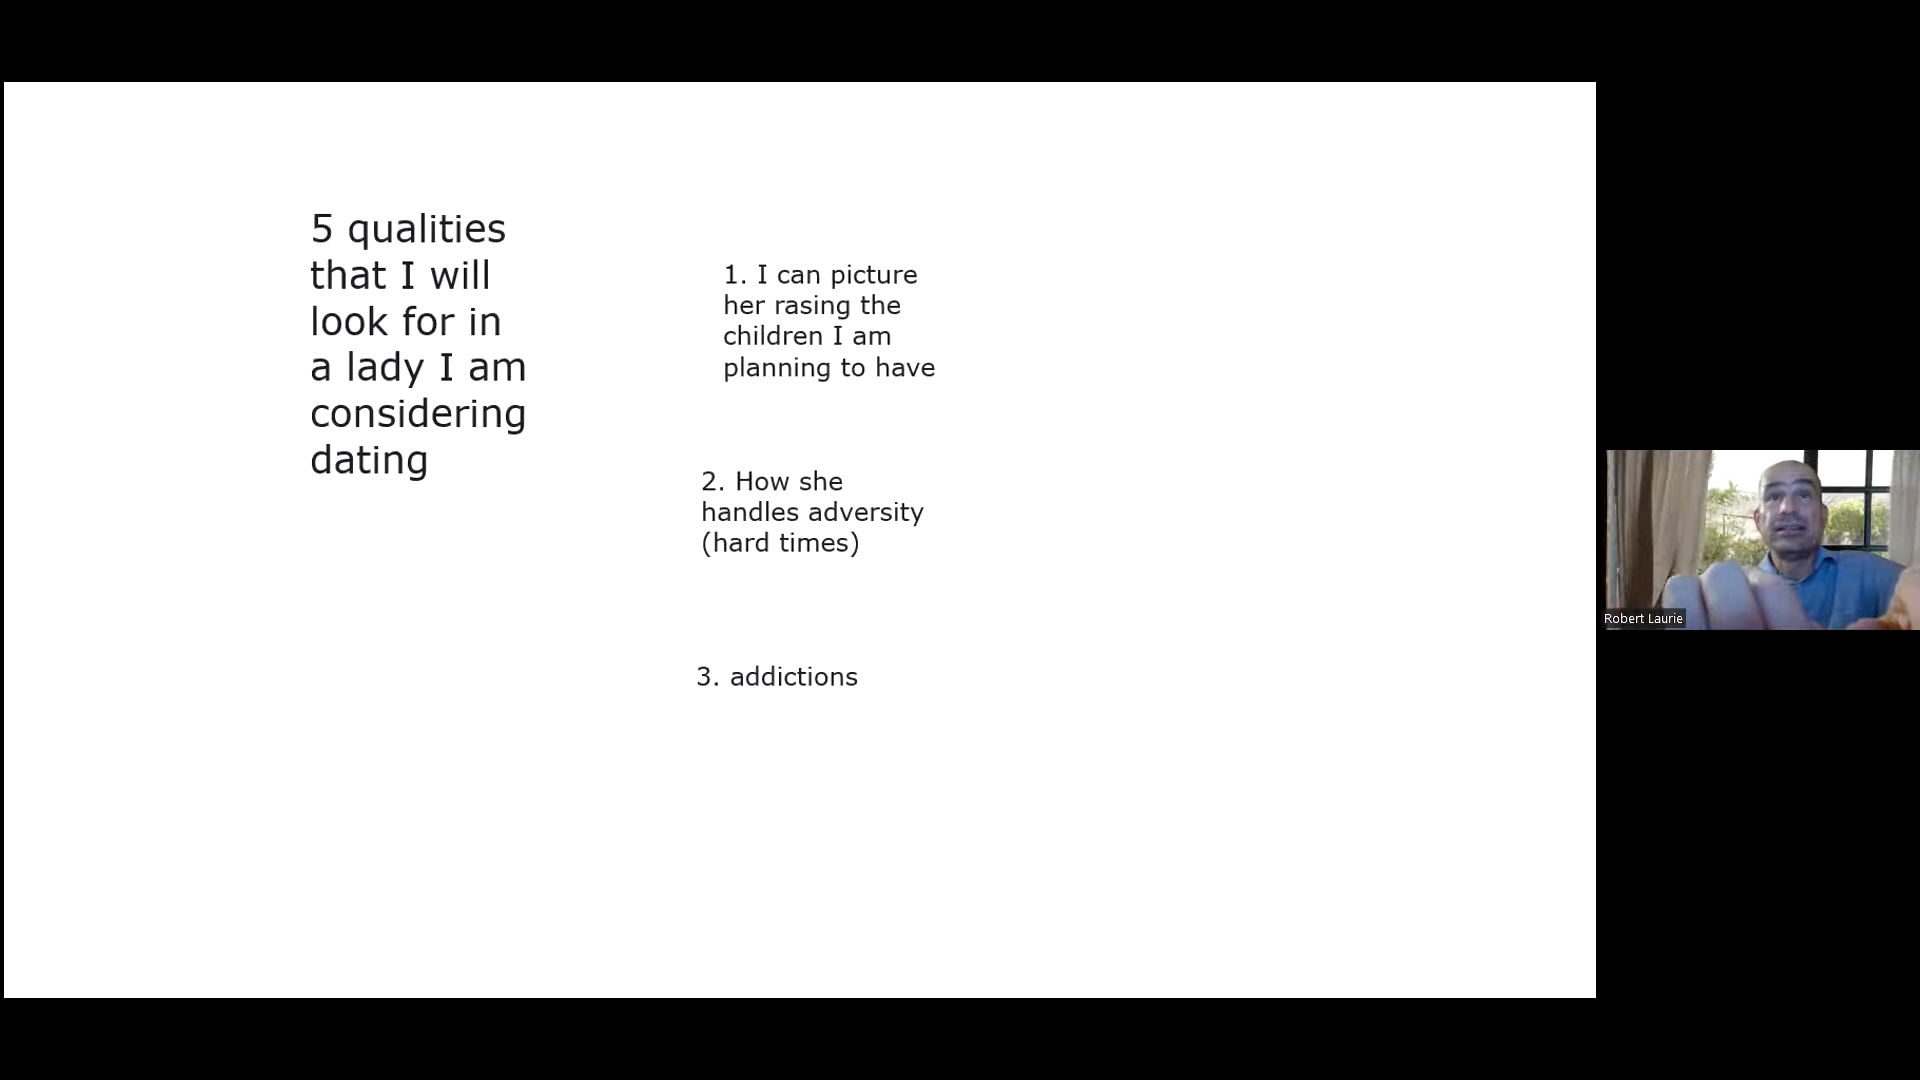 5 qualities
that I will
look for in
a lady I am
considering
dating
1. I can picture
her rasing the
children I am
planning to have
2. How she
handles adversity
(hard times)
3. addictions
Robert Laurie